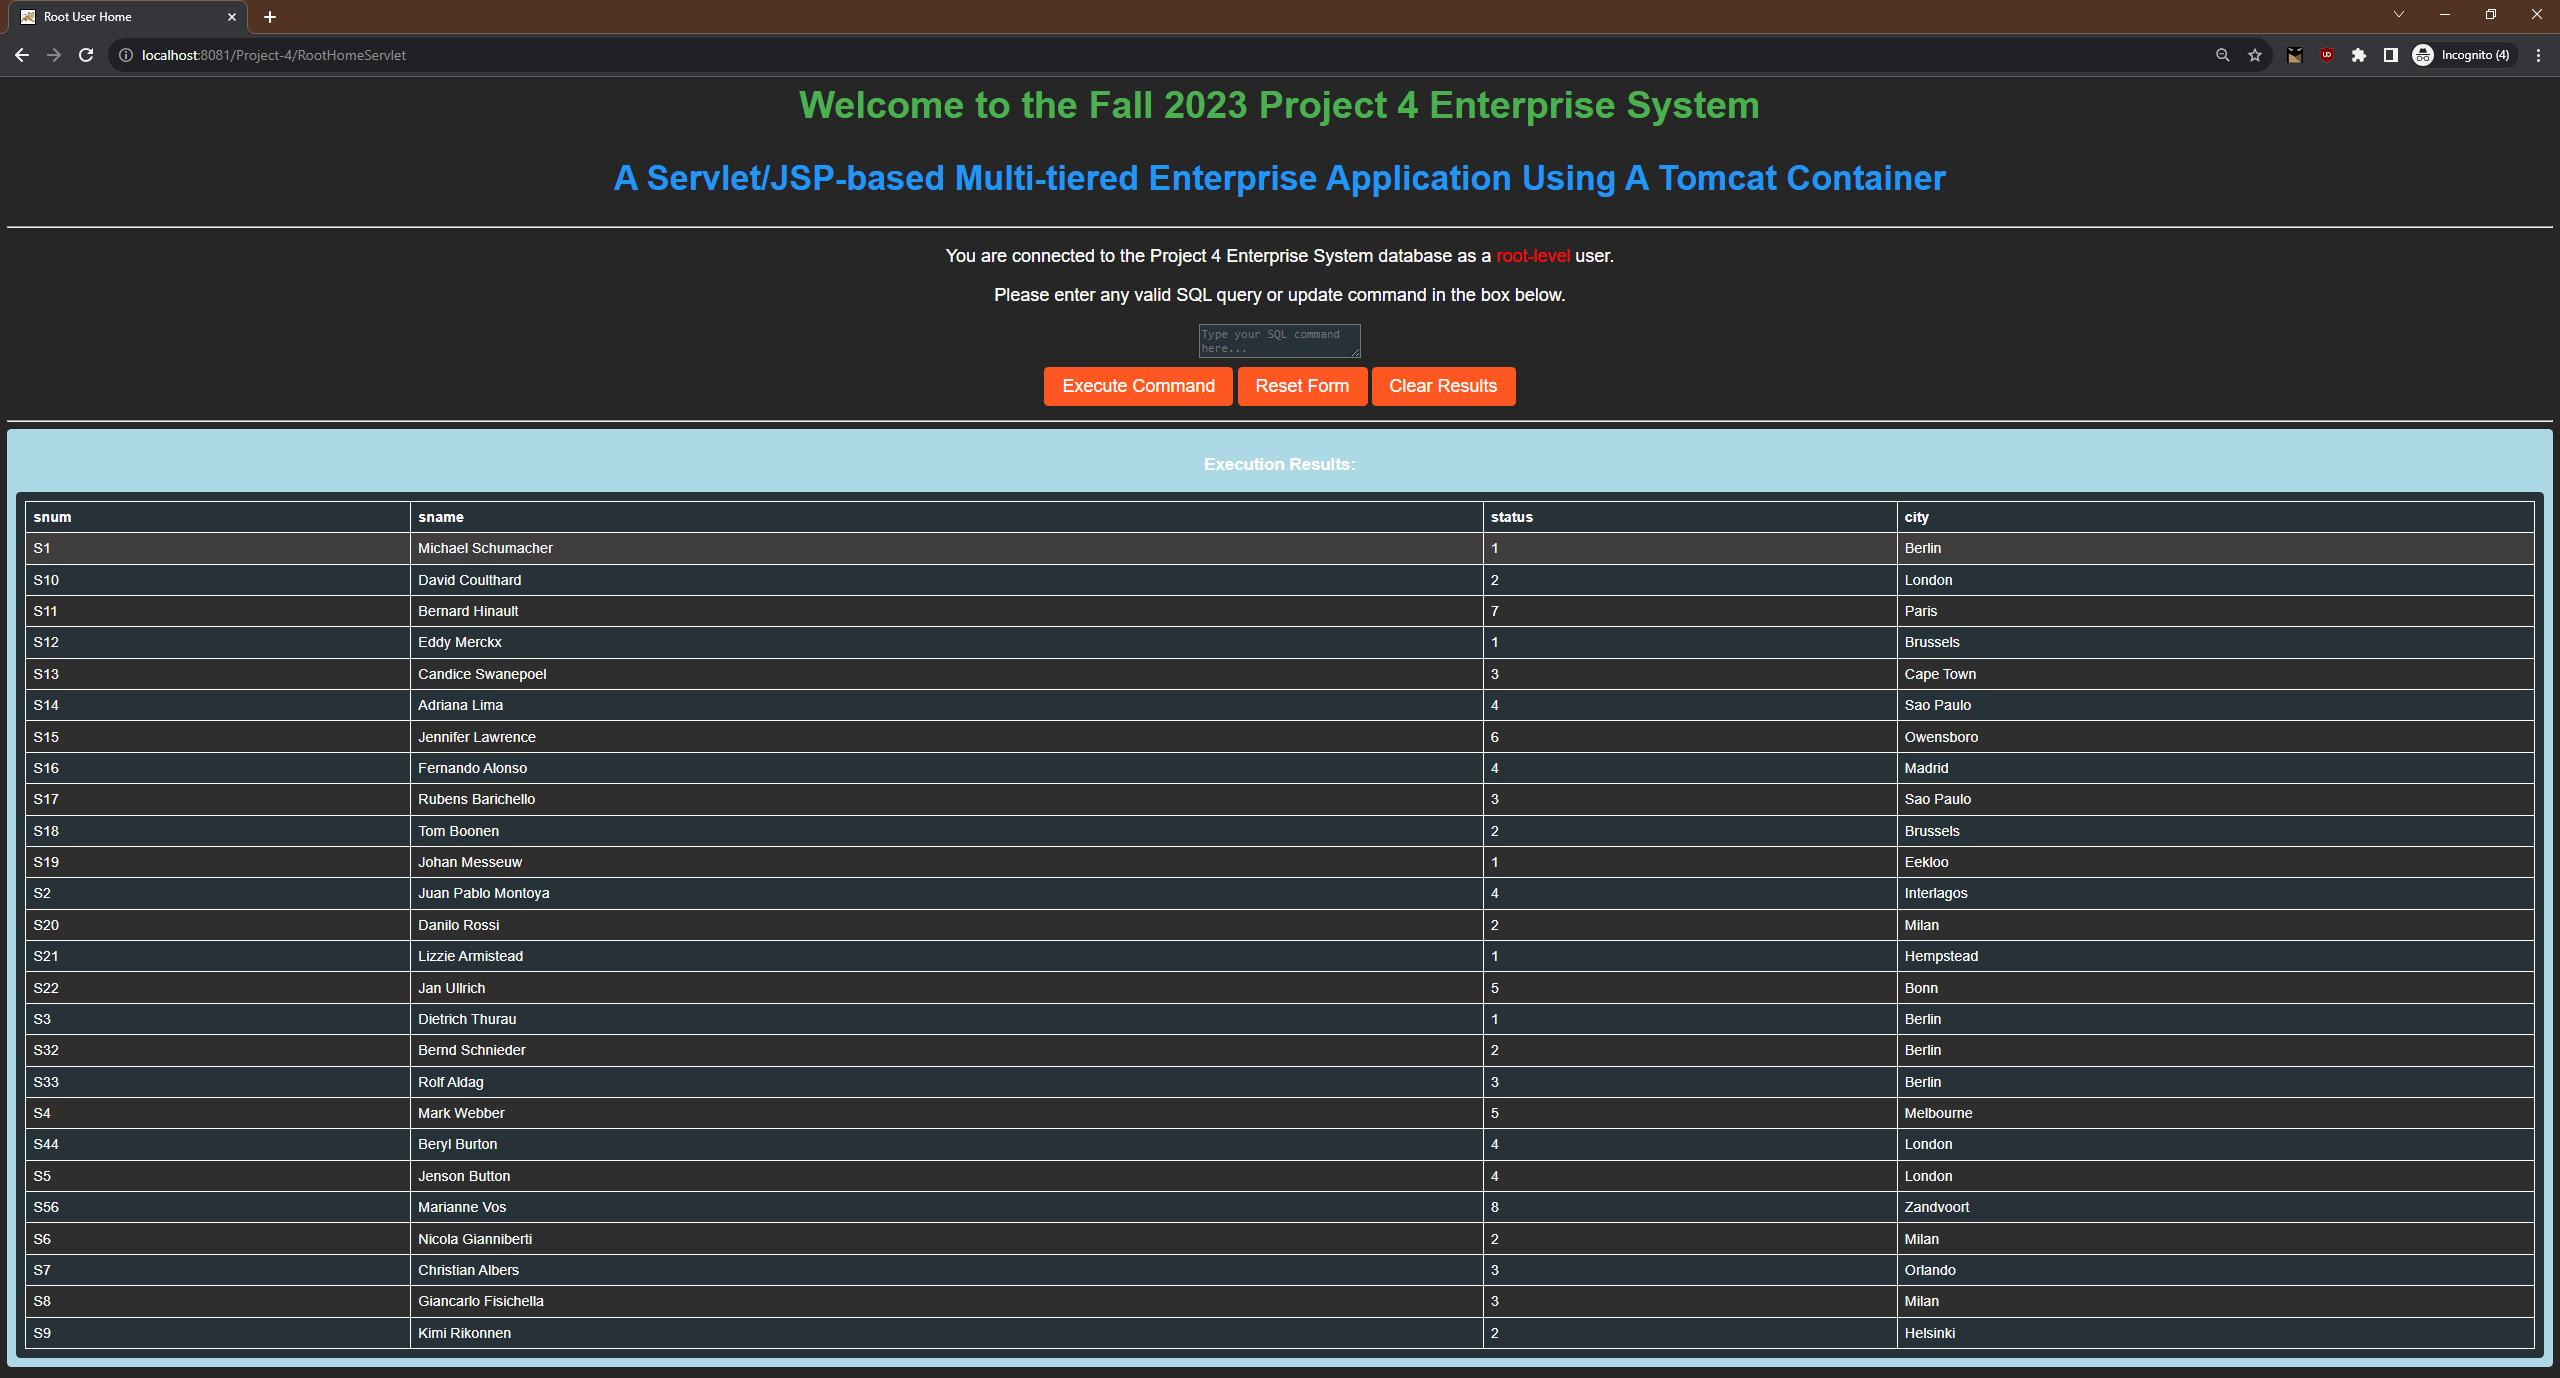 Root User Home
localhost:8081/Project-4/RootHomeServlet
Incognito (4)
Welcome to the Fall 2023 Project 4 Enterprise System
A Servlet/JSP-based Multi-tiered Enterprise Application Using A Tomcat Container
You are connected to the Project 4 Enterprise System database as a root-level user.
Please enter any valid SQL query or update command in the box below.
Type your SQL command
here...
Execute Command Reset Form Clear Results
Execution Results:
snum sname status city
S1 Michael Schumacher 1 Berlin
S10 David Coulthard 2 London
S11 Bernard Hinault 7 Paris
S12 Eddy Merckx 1 Brussels
S13 Candice Swanepoel 3 Cape Town
S14 Adriana Lima 4 Sao Paulo
S15 Jennifer Lawrence 6 Owensboro
S16 Fernando Alonso 4 Madrid
S17 Rubens Barichello 3 Sao Paulo
S18 Tom Boonen 2 Brussels
S19 Johan Messeuw 1 Eekloo
S2 Juan Pablo Montoya 4 Interlagos
S20 Danilo Rossi 2 Milan
S21 Lizzie Armistead 1 Hempstead
S22 Jan Ullrich 5 Bonn
S3 Dietrich Thurau 1 Berlin
S32 Bernd Schnieder 2 Berlin
S33 Rolf Aldag 3 Berlin
S4 Mark Webber 5 Melbourne
S44 Beryl Burton 4 London
S5 Jenson Button 4 London
S56 Marianne Vos 8 Zandvoort
S6 Nicola Gianniberti 2 Milan
S7 Christian Albers 3 Orlando
S8 Giancarlo Fisichella 3 Milan
S9 Kimi Rikonnen 2 Helsinki